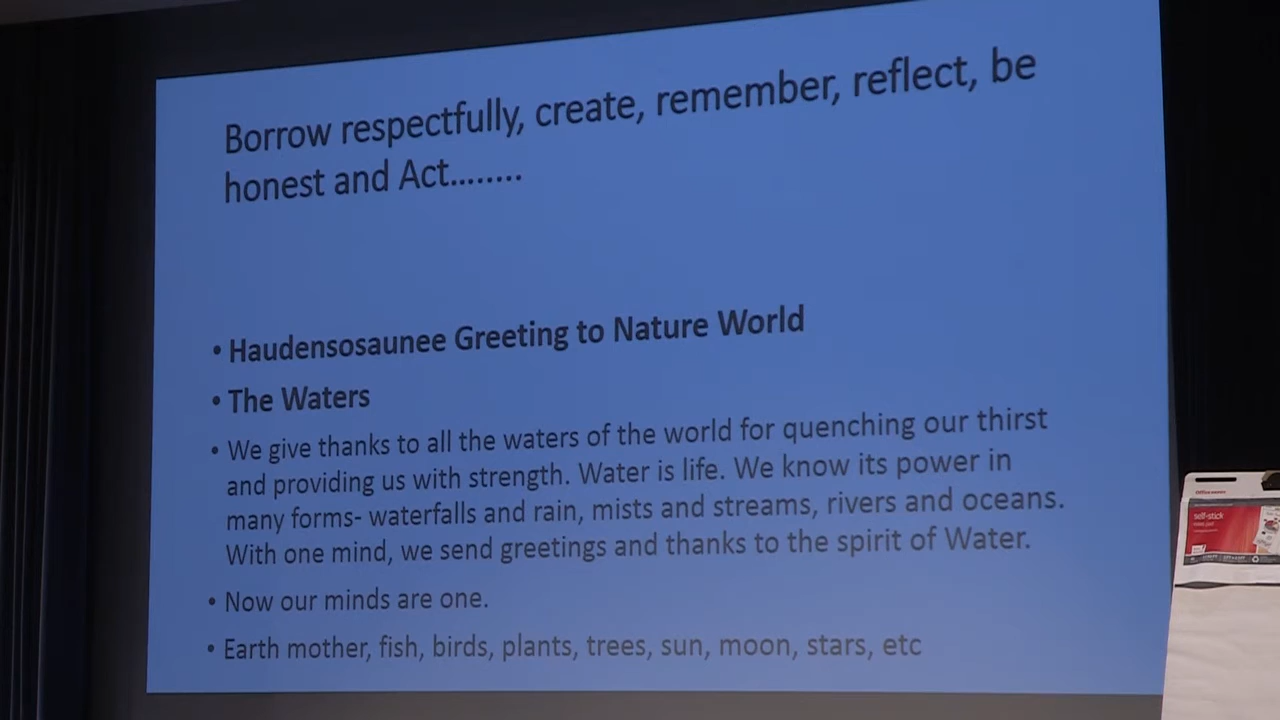 Borrow respectfully, create, remember, reflect, be
honest and Act........
• Haudensosaunee Greeting to Nature World
• The Waters
• We give thanks to all the waters of the world for quenching our thirst
and providing us with strength. Water is life. We know its power in
many forms- waterfalls and rain, mists and streams, rivers and oceans.
With one mind, we send greetings and thanks to the spirit of Water.
• Now our minds are one.
• Earth mother, fish, birds, plants, trees, sun, moon, stars, etc
self-stick